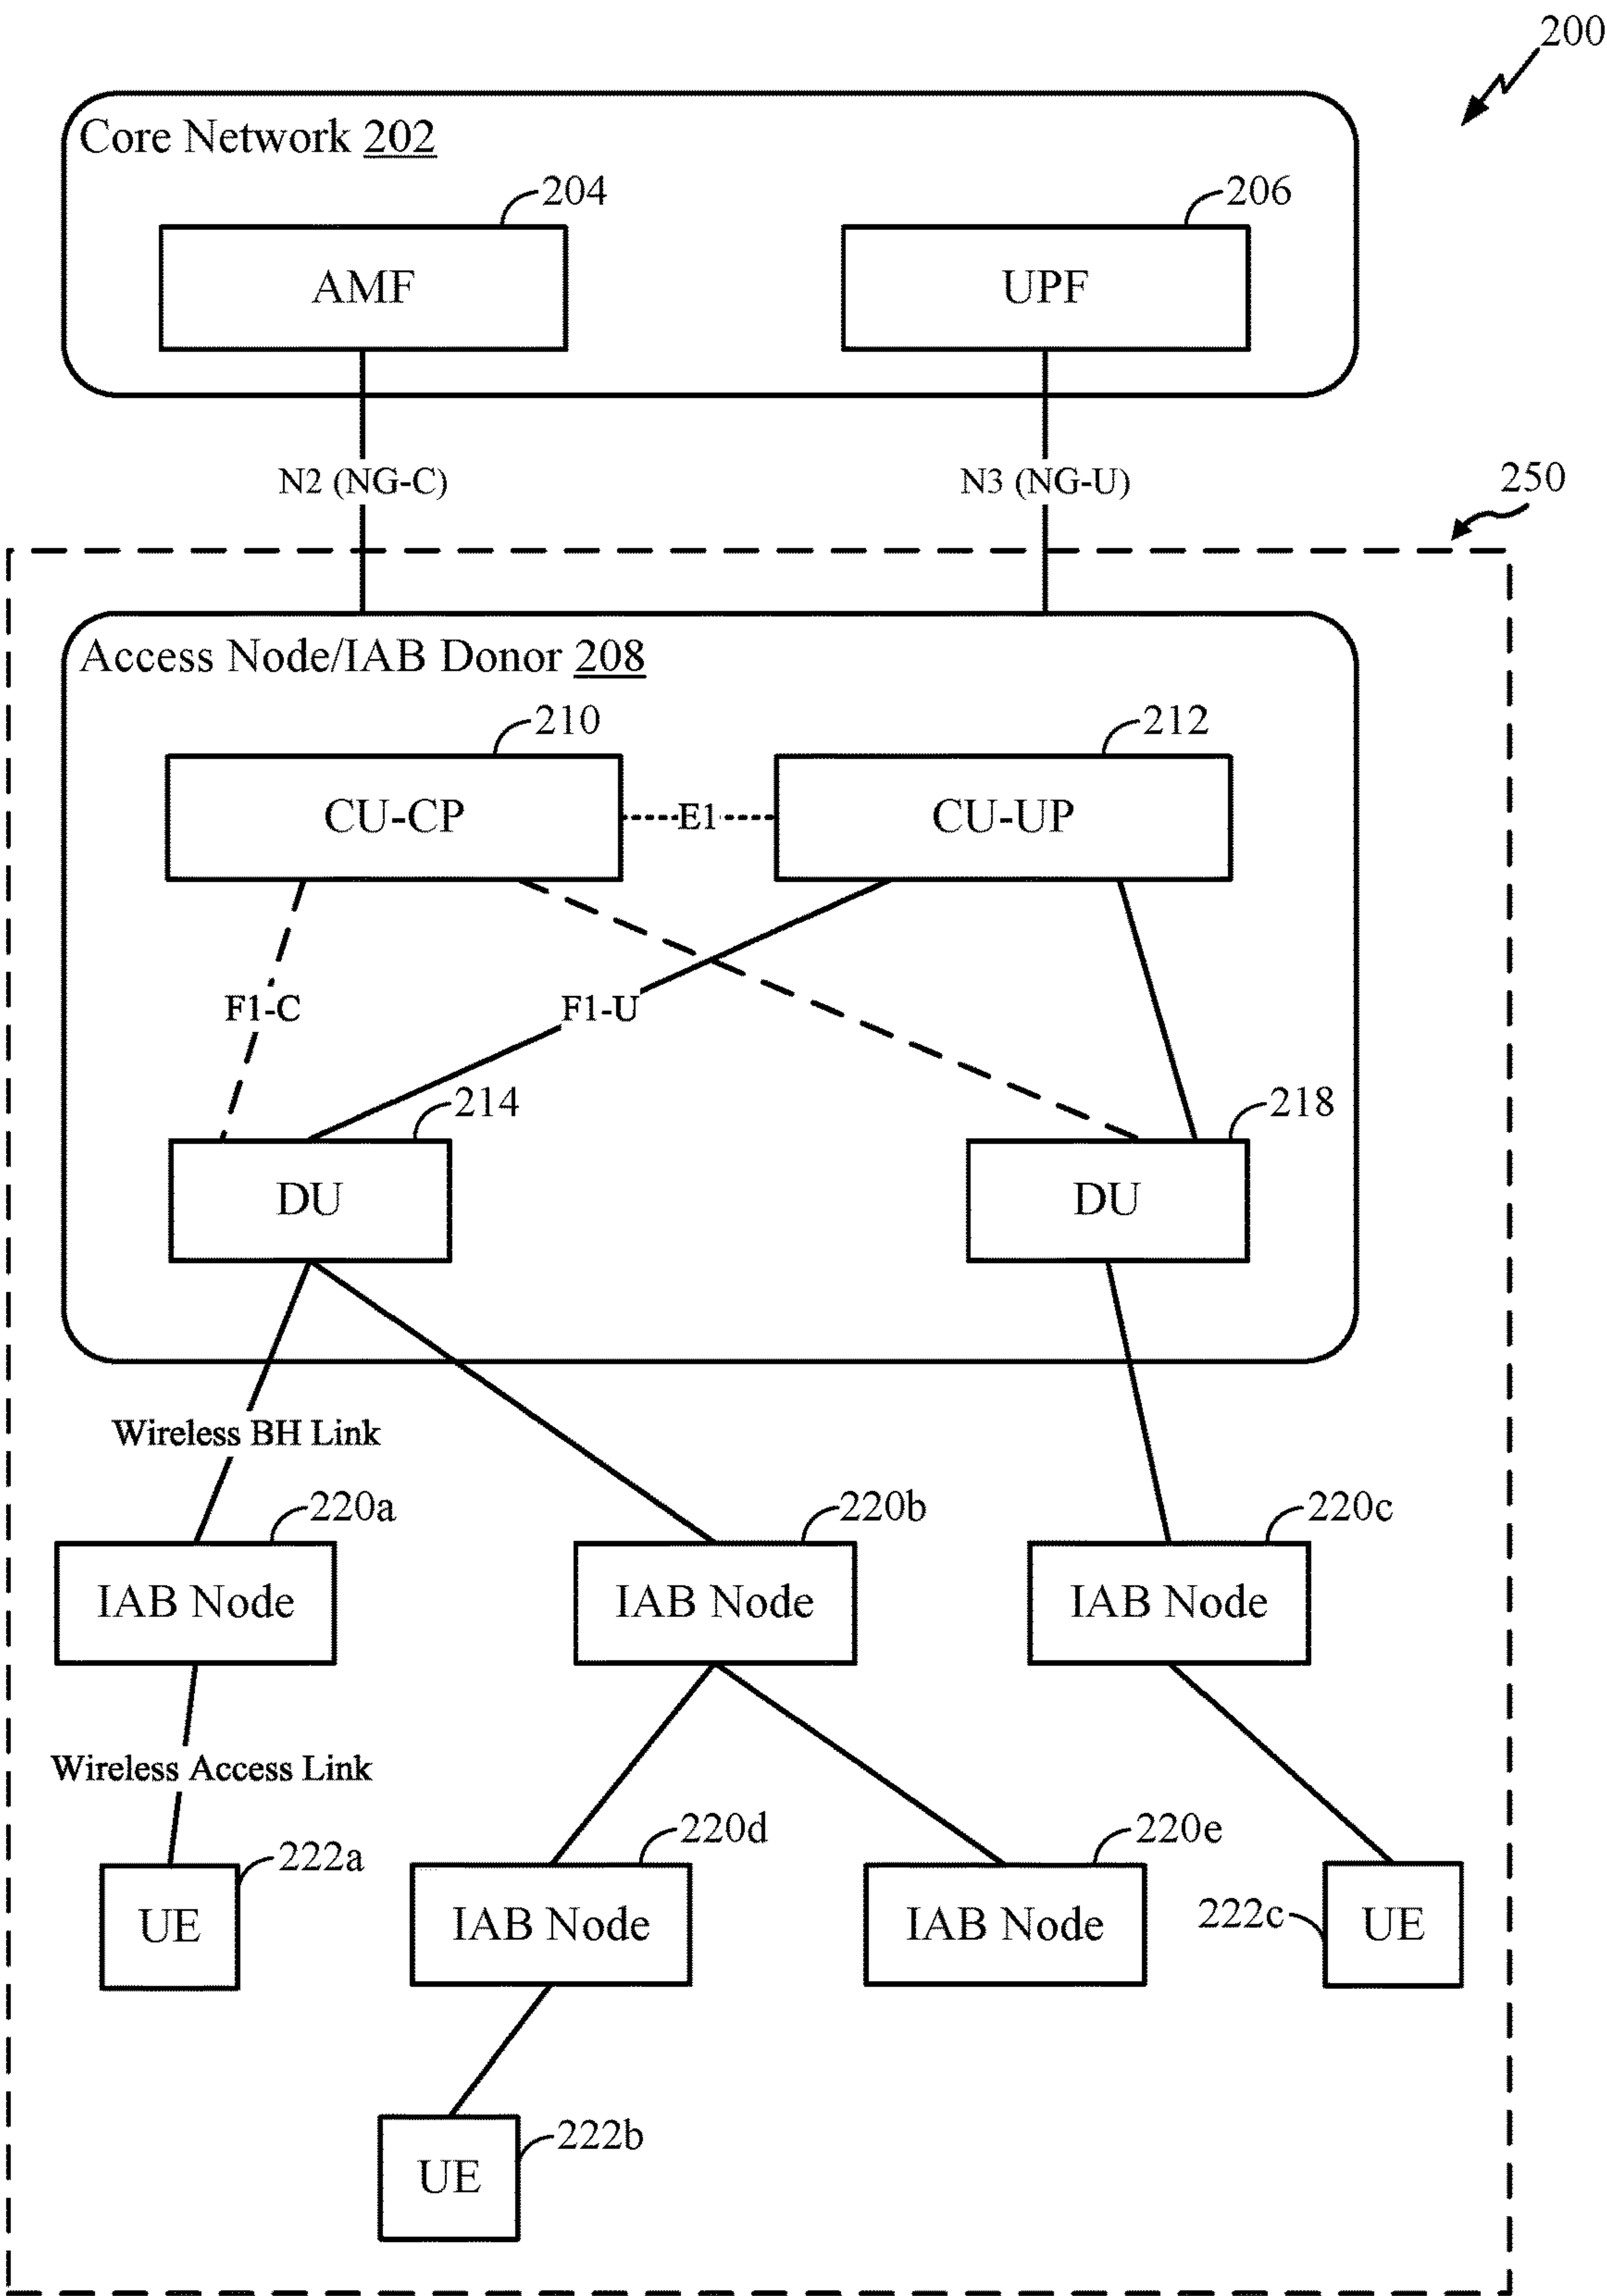 200
Core Network 202
204
206
AMF
UPF
N2 (NG-C)
N3 (NG-U)
250
Access Node/IAB Donor 208
210
212
CU-CP
E1
CU-UP
F1-C
F1-U
214
218
DU
DU
Wireless BH Link
220a
220b
220c
IAB Node
IAB Node
IAB Node
Wireless Access Link
220d
220e
222a
222c
UE
IAB Node
IAB Node
UE
222b
UE